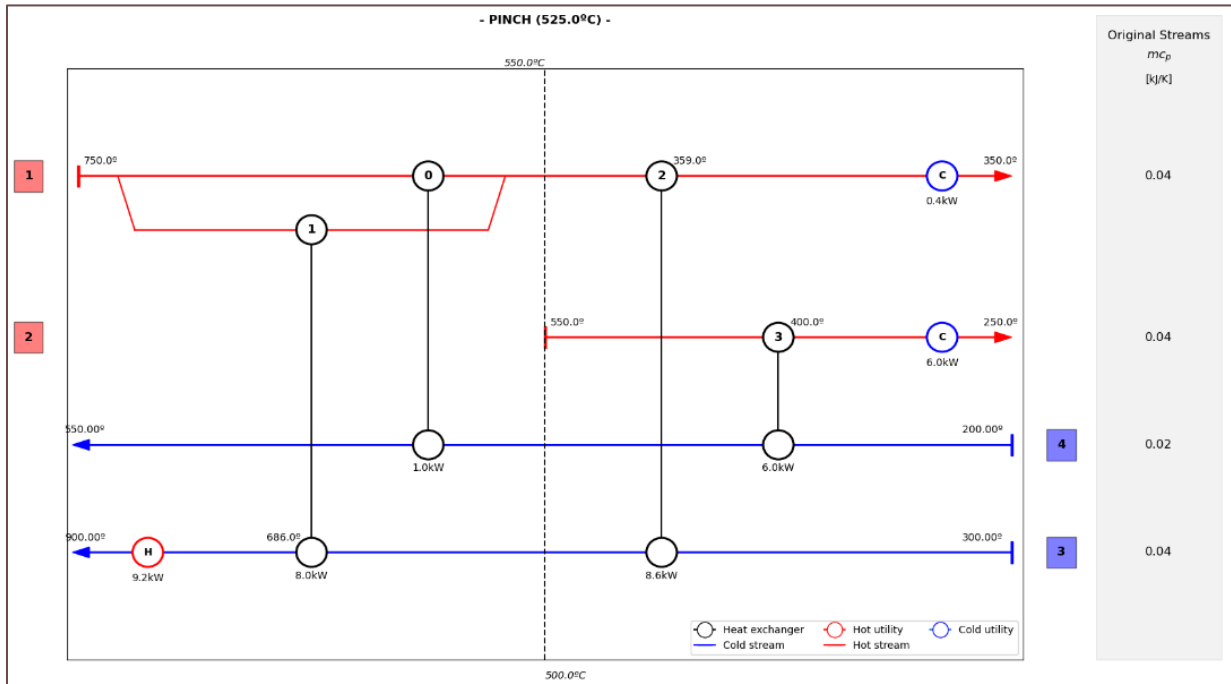 - PINCH (525.0ºC) -
Original Streams
mcp
[kJ/K]
550.0ºC
750.0º
359.0º
350.0º
1
0
2
C
0.04
0.4kW
1
2
550.0º
400.0º
250.0º
3
C
0.04
6.0kW
550.00º
200.00º
4
0.02
1.0kW
6.0kW
900.00º
686.0º
300.00º
H
3
0.04
9.2kW
8.0kW
8.6kW
Heat exchanger
Hot utility
Cold utility
Cold stream
Hot stream
500.0ºC